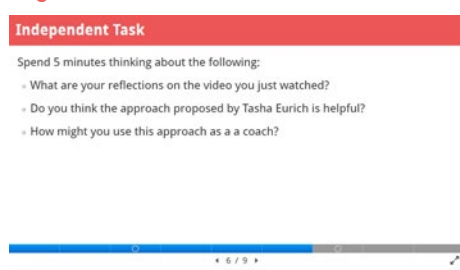 Independent Task
Spend 5 minutes thinking about the following:
What are your reflections on the video you just watched?
Do you think the approach proposed by Tasha Eurich is helpful?
How might you use this approach as a a coach?
6 / 9